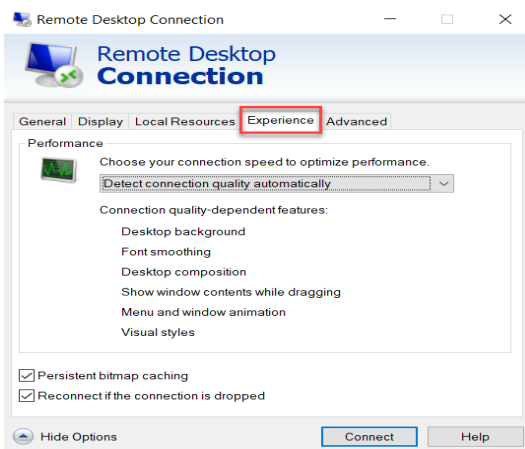 Remote Desktop Connection
Remote Desktop
Connection
General Display Local Resources Experience Advanced
Performance
Choose your connection speed to optimize performance.
Detect connection quality automatically
Connection quality-dependent features:
Desktop background
Font smoothing
Desktop composition
Show window contents while dragging
Menu and window animation
Visual styles
Persistent bitmap caching
Reconnect if the connection is dropped
Hide Options Connect Help